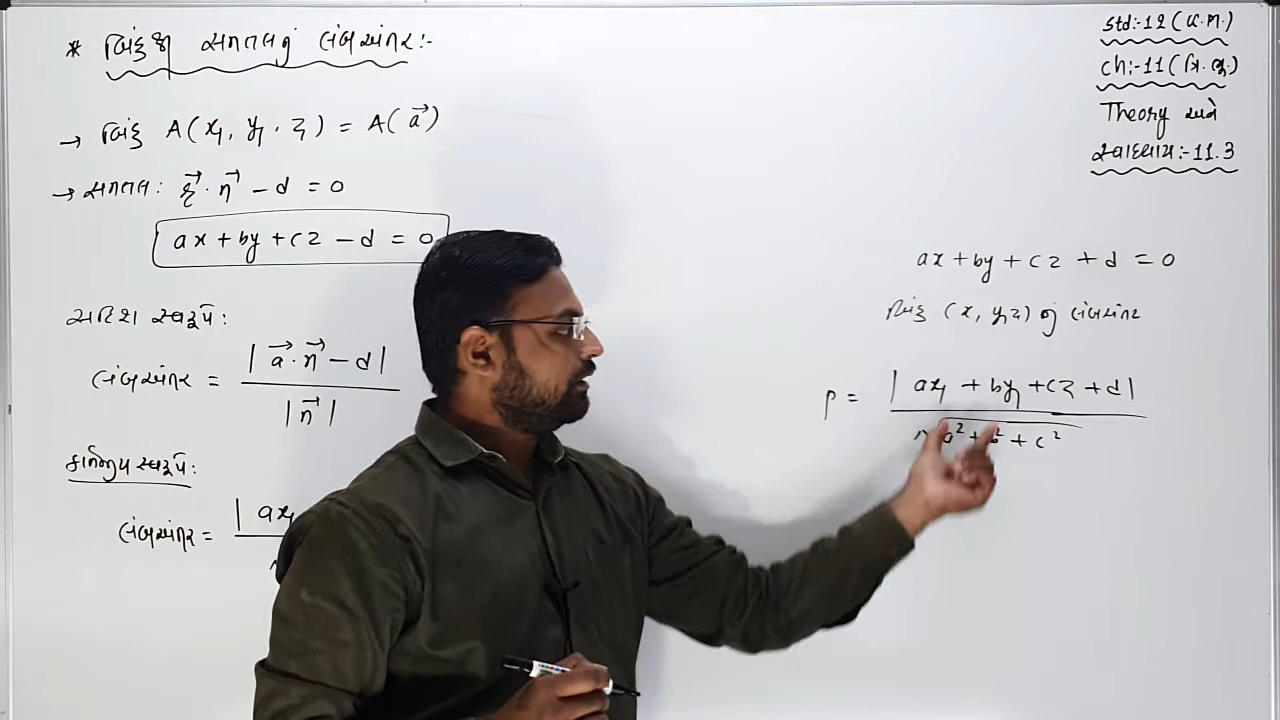 * બિંદુથી સમતલનું લંબઅંતર :-
→ બિંદુ A(x₁, y₁, z₁) = A(a⃗)
→ સમતલ : r⃗ · n⃗ - d = 0
ax + by + cz - d = 0
સદિશ સ્વરૂપ :
લંબઅંતર = | a⃗ · n⃗ - d | / | n⃗ |
કાર્તેઝિય સ્વરૂપ :
લંબઅંતર = | ax₁
Std:-12 (વ.પ્ર.)
ch:-11 (ત્રિ.ભૂ.)
Theory અને
સ્વાધ્યાય:-11.3
ax + by + cz + d = 0
બિંદુ (x, y, z) નું લંબઅંતર
P = | ax₁ + by₁ + cz₁ + d | / √a² + b² + c²